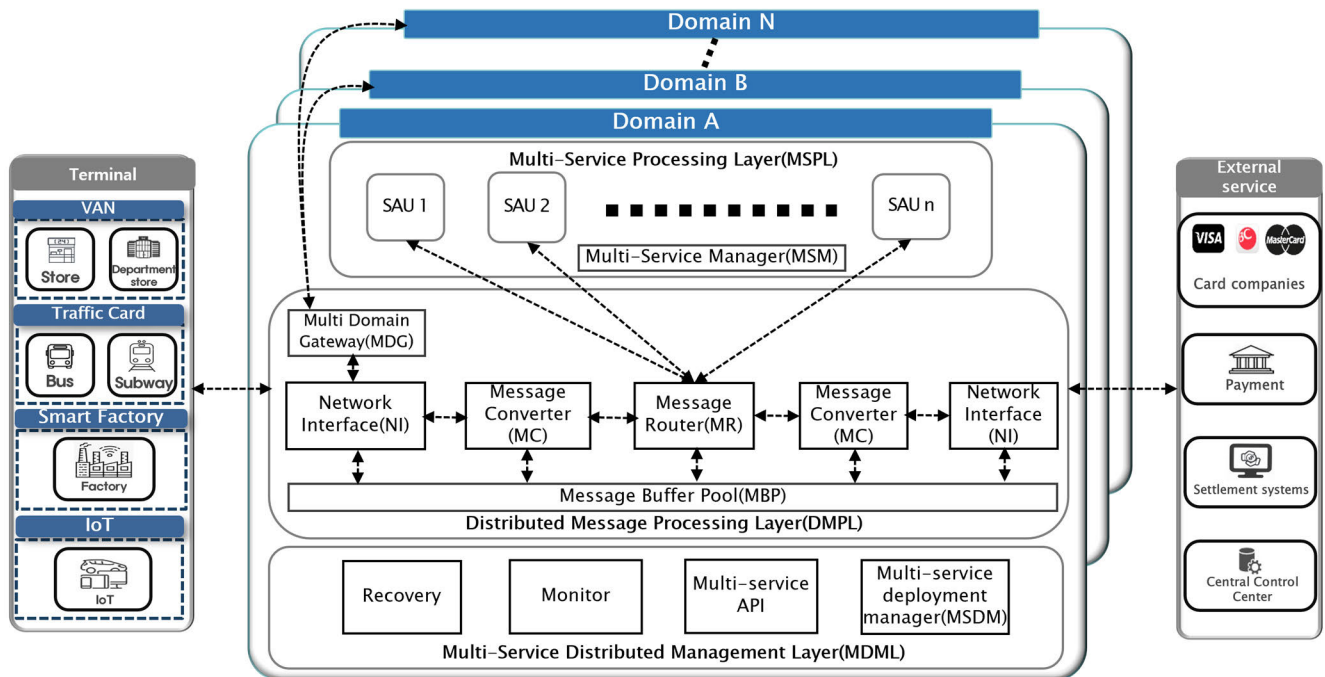 Domain N
Domain B
Domain A
Multi-Service Processing Layer(MSPL)
SAU 1
SAU 2
SAU n
Multi-Service Manager(MSM)
Terminal
VAN
Store
Department
store
Traffic Card
Bus
Subway
Smart Factory
Factory
IoT
IoT
Multi Domain
Gateway(MDG)
Network
Interface(NI)
Message
Converter
(MC)
Message
Router(MR)
Message
Converter
(MC)
Network
Interface
(NI)
Message Buffer Pool(MBP)
Distributed Message Processing Layer(DMPL)
Recovery
Monitor
Multi-service
API
Multi-service
deployment
manager(MSDM)
Multi-Service Distributed Management Layer(MDML)
External
service
VISA
MasterCard
Card companies
Payment
Settlement systems
Central Control
Center